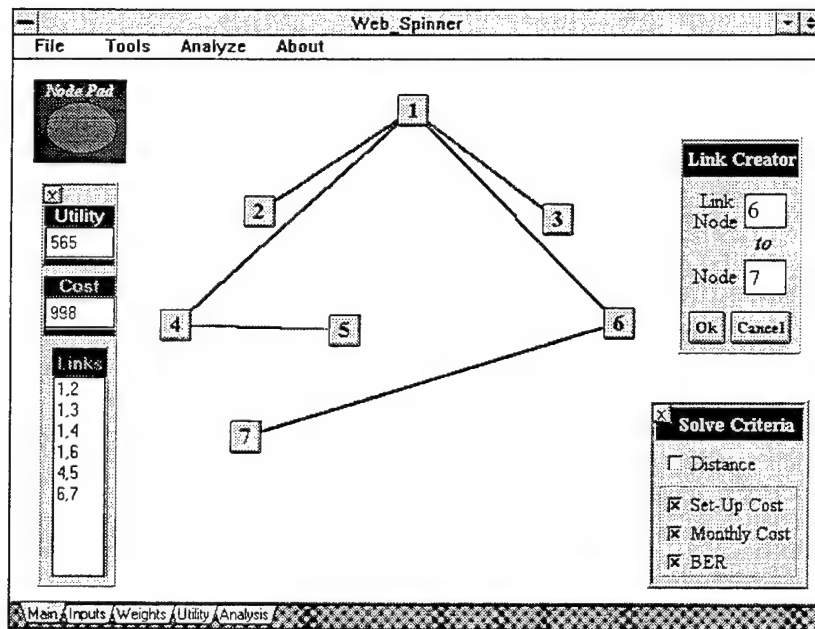 Web_Spinner
File Tools Analyze About
Node Pad
1
2
3
4
5
6
7
Utility
565
Cost
998
Links
1,2
1,3
1,4
1,6
4,5
6,7
Link Creator
Link
Node 6
to
Node 7
Ok Cancel
Solve Criteria
Distance
Set-Up Cost
Monthly Cost
BER
Main Inputs Weights Utility Analysis